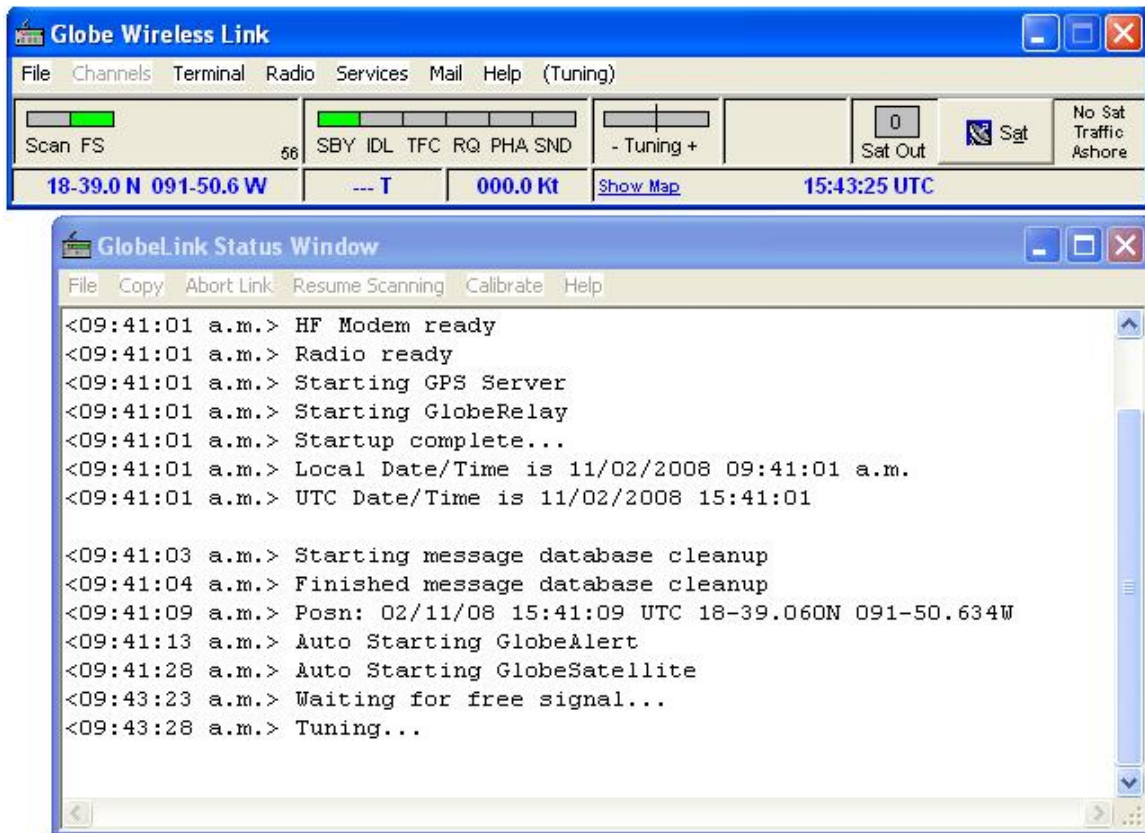 Globe Wireless Link
File Channels Terminal Radio Services Mail Help (Tuning)
Scan FS 56
SBY IDL TFC RQ PHA SND
- Tuning +
0
Sat Out
Sat
No Sat
Traffic
Ashore
18-39.0 N 091-50.6 W --- T 000.0 Kt Show Map 15:43:25 UTC
GlobeLink Status Window
File Copy Abort Link Resume Scanning Calibrate Help
<09:41:01 a.m.> HF Modem ready
<09:41:01 a.m.> Radio ready
<09:41:01 a.m.> Starting GPS Server
<09:41:01 a.m.> Starting GlobeRelay
<09:41:01 a.m.> Startup complete...
<09:41:01 a.m.> Local Date/Time is 11/02/2008 09:41:01 a.m.
<09:41:01 a.m.> UTC Date/Time is 11/02/2008 15:41:01
<09:41:03 a.m.> Starting message database cleanup
<09:41:04 a.m.> Finished message database cleanup
<09:41:09 a.m.> Posn: 02/11/08 15:41:09 UTC 18-39.060N 091-50.634W
<09:41:13 a.m.> Auto Starting GlobeAlert
<09:41:28 a.m.> Auto Starting GlobeSatellite
<09:43:23 a.m.> Waiting for free signal...
<09:43:28 a.m.> Tuning...